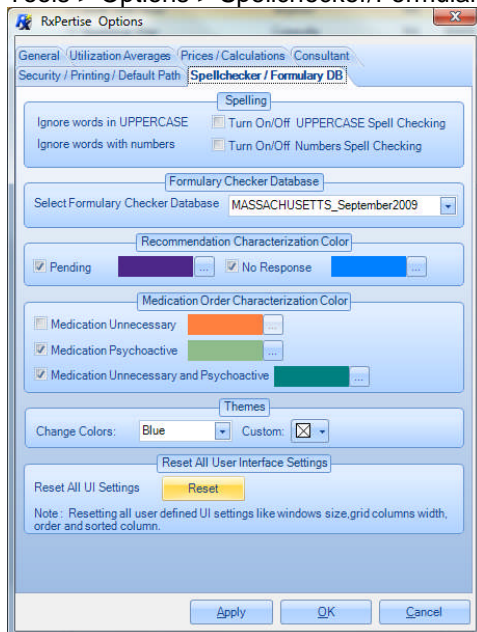 Tools > Options > Spellchecker/Formular
RxPertise Options
General Utilization Averages Prices / Calculations Consultant
Security / Printing / Default Path Spellchecker / Formulary DB
Spelling
Ignore words in UPPERCASE Turn On/Off UPPERCASE Spell Checking
Ignore words with numbers Turn On/Off Numbers Spell Checking
Formulary Checker Database
Select Formulary Checker Database MASSACHUSETTS_September2009
Recommendation Characterization Color
Pending ... No Response ...
Medication Order Characterization Color
Medication Unnecessary ...
Medication Psychoactive ...
Medication Unnecessary and Psychoactive ...
Themes
Change Colors: Blue Custom:
Reset All User Interface Settings
Reset All UI Settings Reset
Note : Resetting all user defined UI settings like windows size,grid columns width,
order and sorted column.
Apply OK Cancel